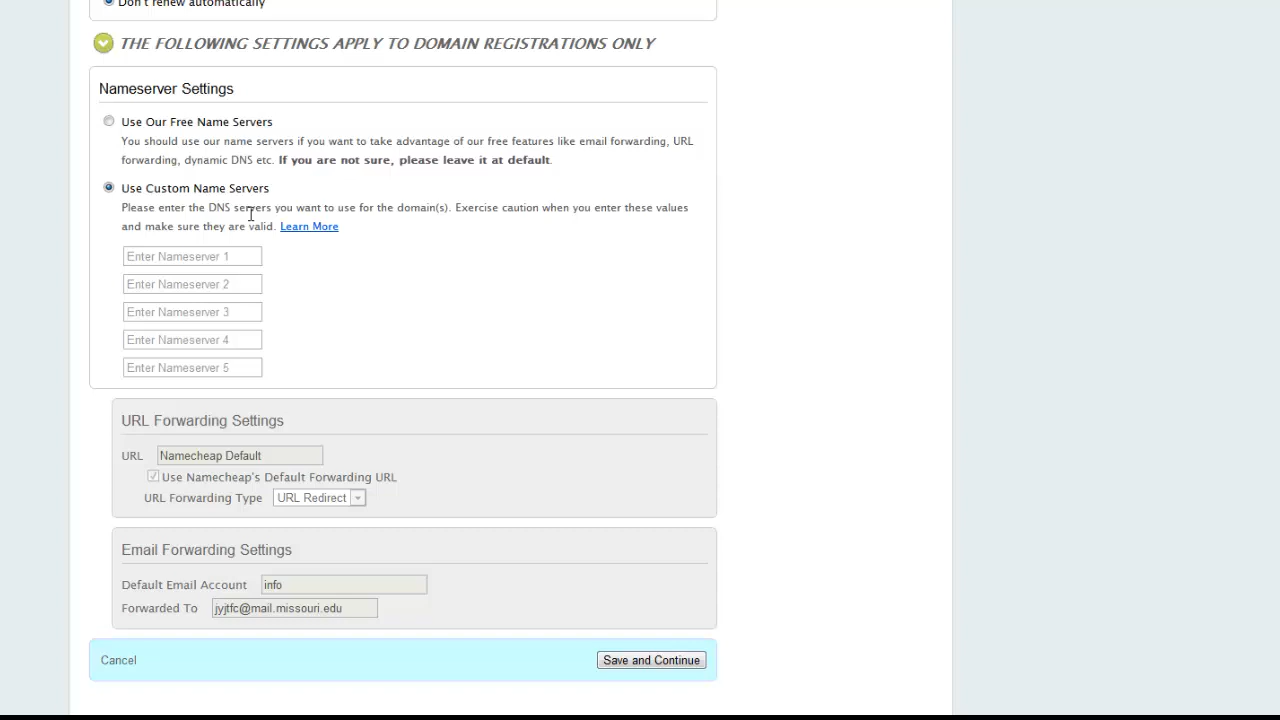 Don't renew automatically
THE FOLLOWING SETTINGS APPLY TO DOMAIN REGISTRATIONS ONLY
Nameserver Settings
Use Our Free Name Servers
You should use our name servers if you want to take advantage of our free features like email forwarding, URL
forwarding, dynamic DNS etc. If you are not sure, please leave it at default.
Use Custom Name Servers
Please enter the DNS servers you want to use for the domain(s). Exercise caution when you enter these values
and make sure they are valid. Learn More
Enter Nameserver 1
Enter Nameserver 2
Enter Nameserver 3
Enter Nameserver 4
Enter Nameserver 5
URL Forwarding Settings
URL Namecheap Default
Use Namecheap's Default Forwarding URL
URL Forwarding Type URL Redirect
Email Forwarding Settings
Default Email Account info
Forwarded To jyjtfc@mail.missouri.edu
Cancel Save and Continue